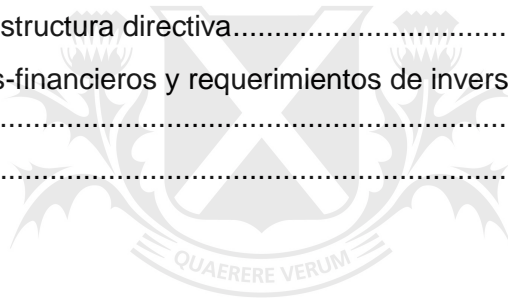 structura directiva.................................
s-financieros y requerimientos de invers
.............................................................
.............................................................
QUAERERE VERUM